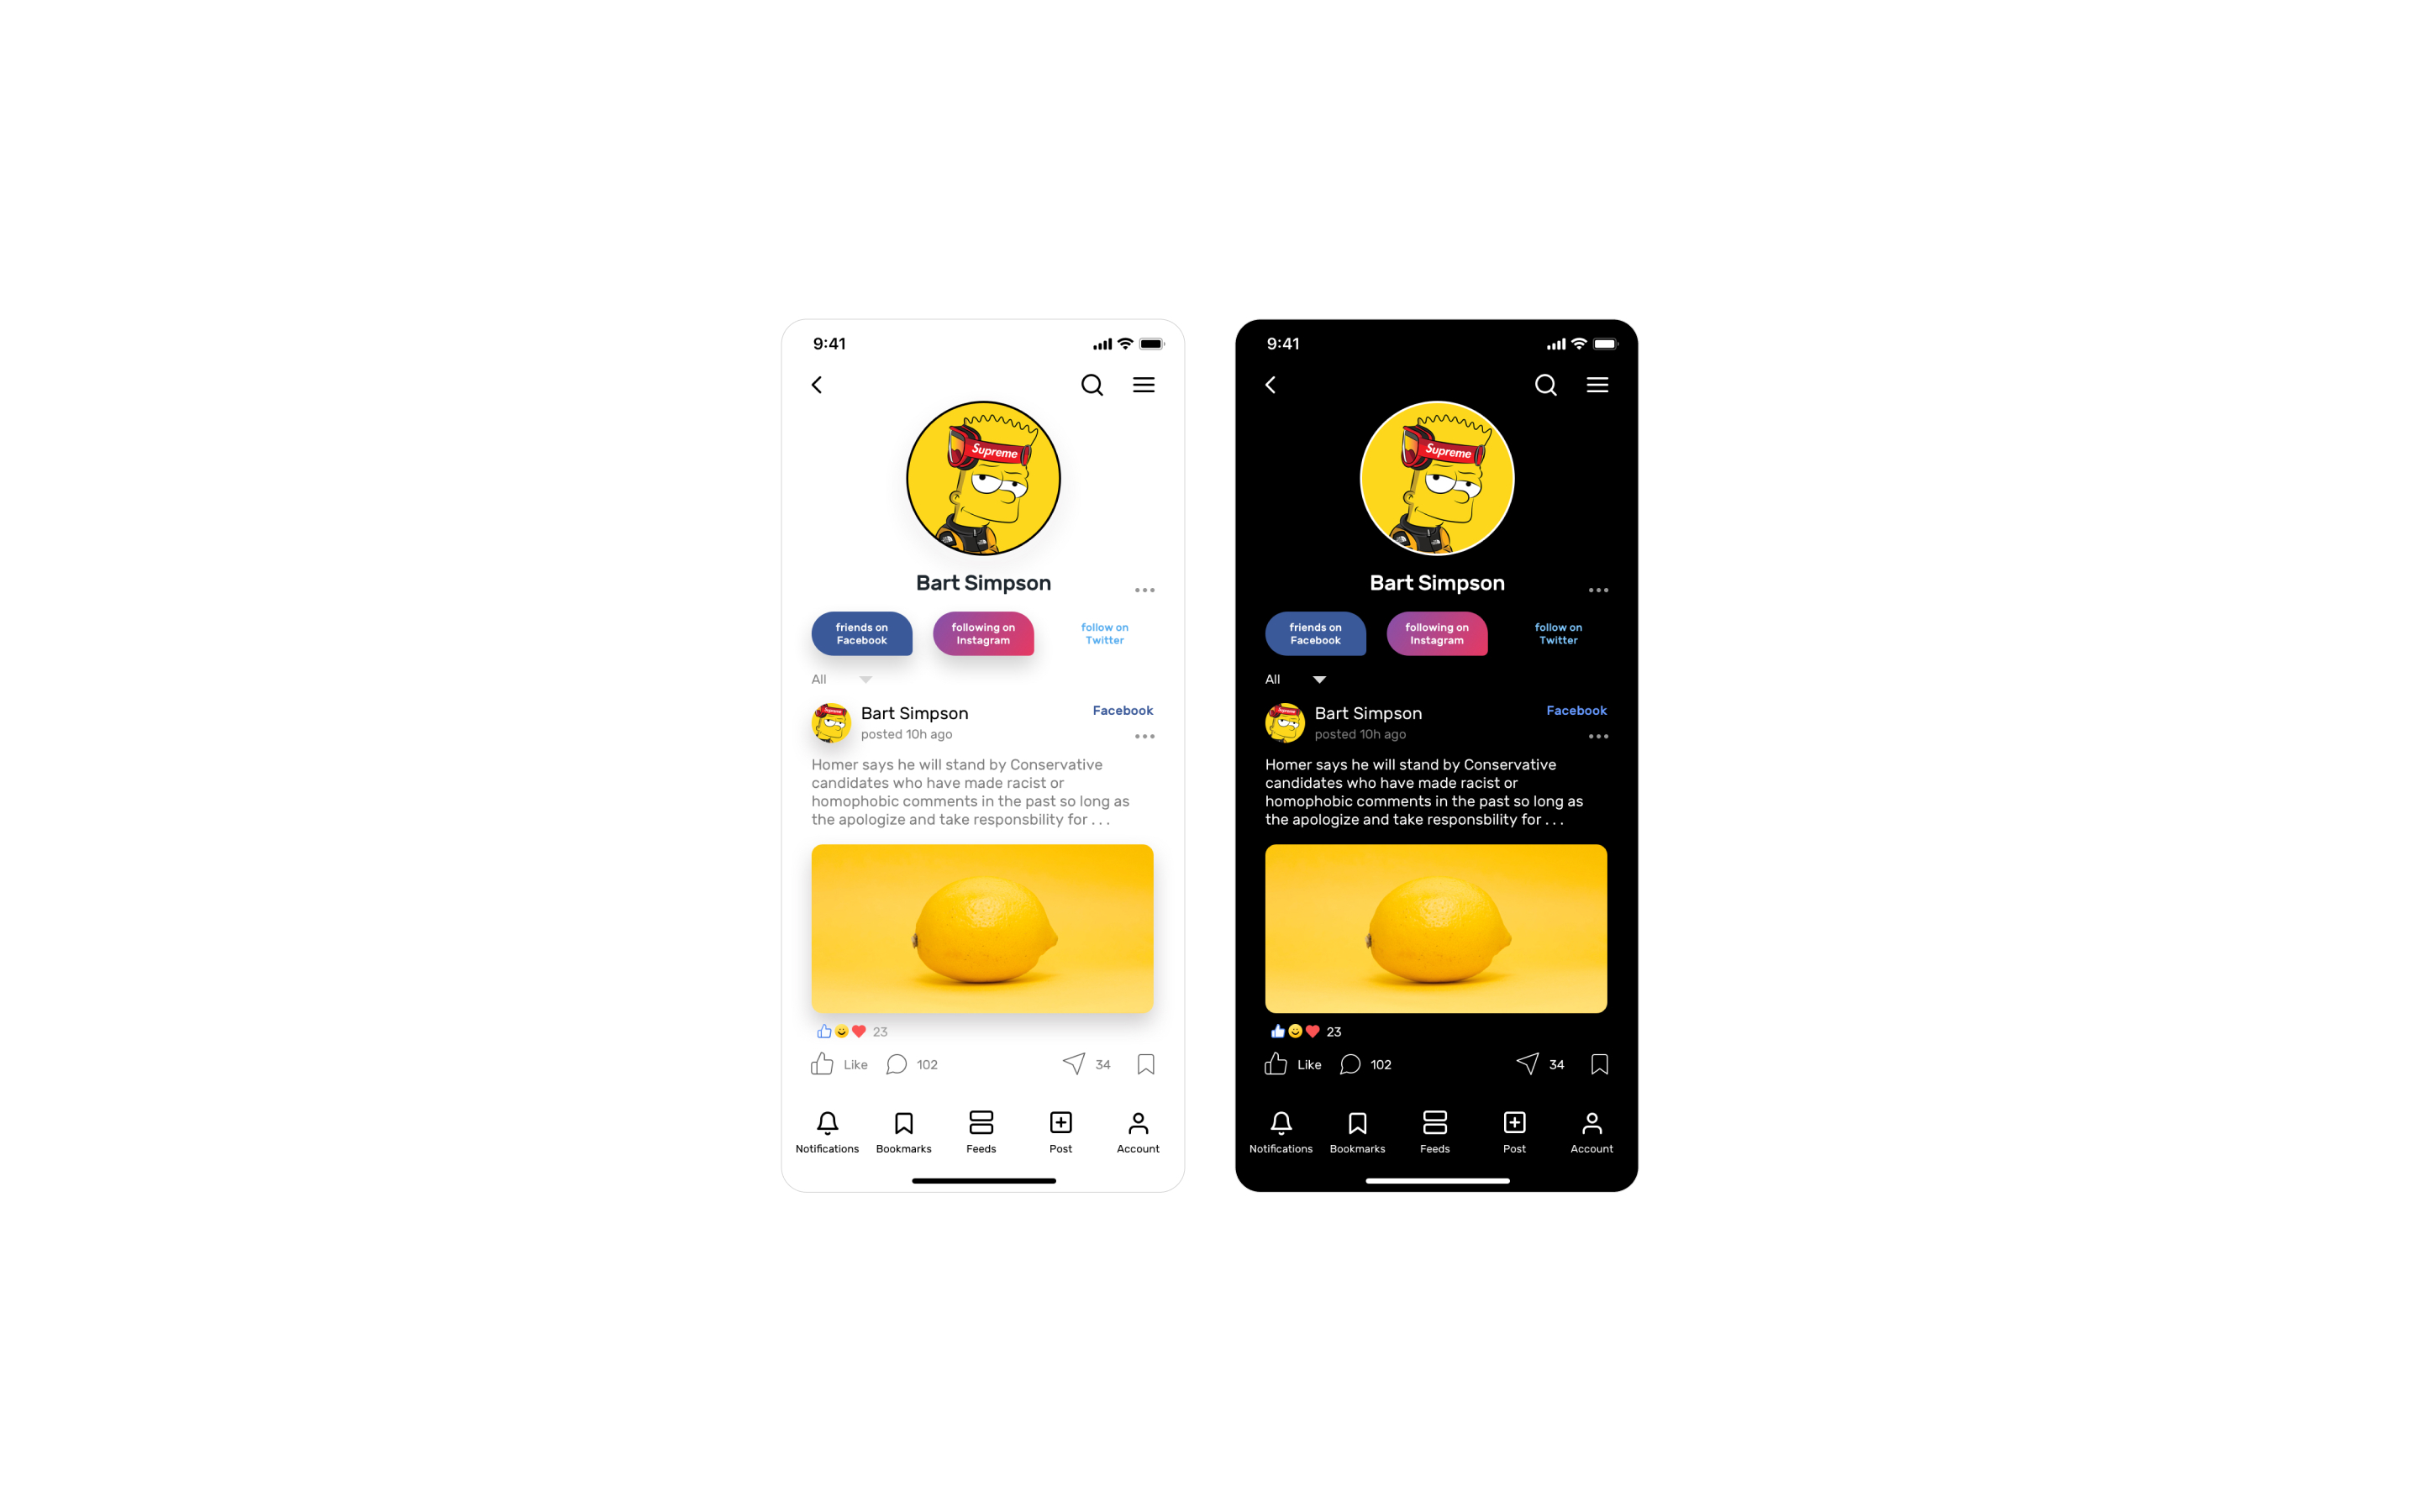 9:41
Supreme
Bart Simpson
friends on
Facebook
following on
Instagram
follow on
Twitter
All
Bart Simpson
Facebook
posted 10h ago
Homer says he will stand by Conservative
candidates who have made racist or
homophobic comments in the past so long as
the apologize and take responsbility for . . .
23
Like
102
34
Notifications
Bookmarks
Feeds
Post
Account
9:41
Supreme
Bart Simpson
friends on
Facebook
following on
Instagram
follow on
Twitter
All
Bart Simpson
Facebook
posted 10h ago
Homer says he will stand by Conservative
candidates who have made racist or
homophobic comments in the past so long as
the apologize and take responsbility for . . .
23
Like
102
34
Notifications
Bookmarks
Feeds
Post
Account